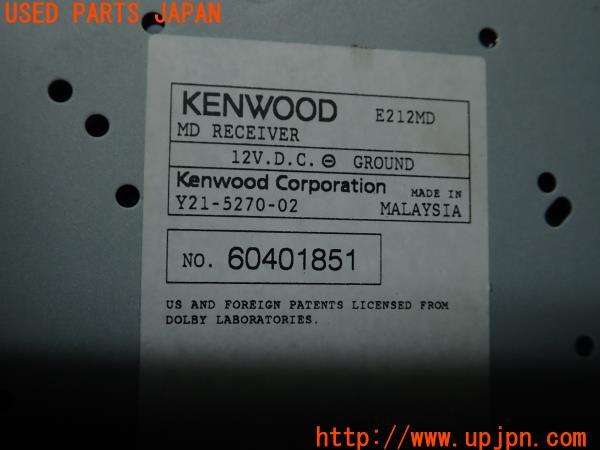 USED PARTS JAPAN
KENWOOD E212MD
MD RECEIVER
12V.D.C. ⊖ GROUND
Kenwood Corporation MADE IN
Y21-5270-02 MALAYSIA
NO. 60401851
US AND FOREIGN PATENTS LICENSED FROM
DOLBY LABORATORIES.
http://www.upjpn.com